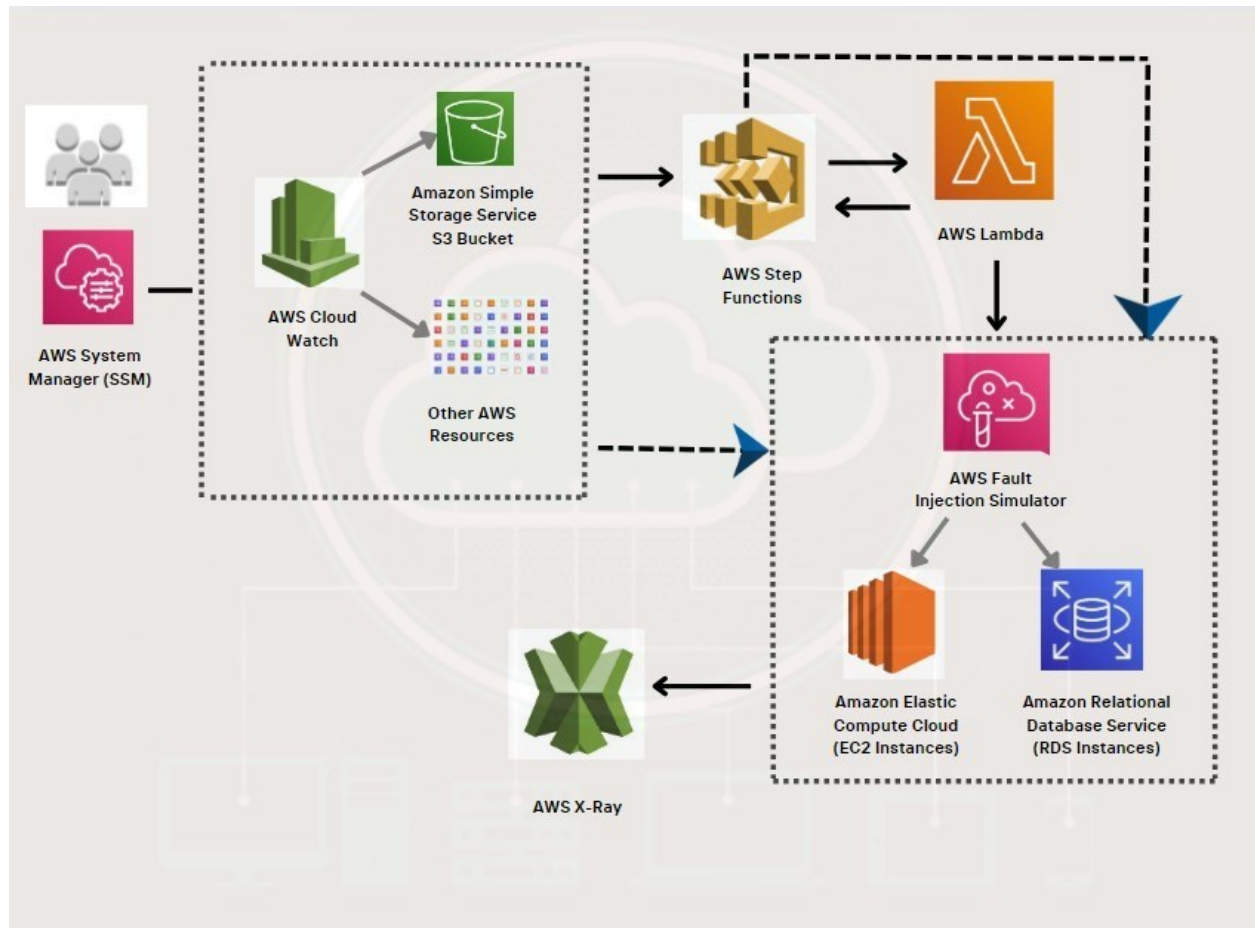 AWS System
Manager (SSM)
AWS Cloud
Watch
Amazon Simple
Storage Service
S3 Bucket
Other AWS
Resources
AWS Step
Functions
AWS Lambda
AWS Fault
Injection Simulator
Amazon Elastic
Compute Cloud
(EC2 Instances)
Amazon Relational
Database Service
(RDS Instances)
AWS X-Ray